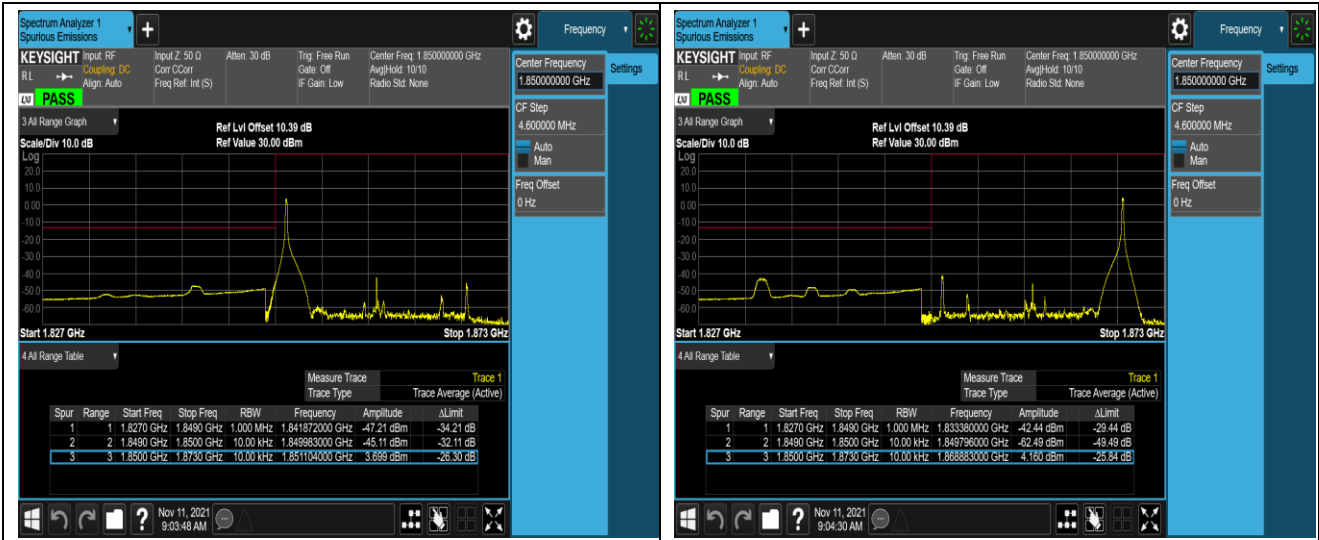 Spectrum Analyzer 1
Spurious Emissions
+
Frequency
KEYSIGHT
Input: RF
Input Z: 50 Ω
Atten: 30 dB
Trig: Free Run
Center Freq: 1.850000000 GHz
RL
Coupling: DC
Corr CCorr
Gate: Off
Avg|Hold: 10/10
Align: Auto
Freq Ref: Int (S)
IF Gain: Low
Radio Std: None
LXI
PASS
Center Frequency
1.850000000 GHz
Settings
CF Step
4.600000 MHz
Auto
Man
Freq Offset
0 Hz
3 All Range Graph
Ref Lvl Offset 10.39 dB
Scale/Div 10.0 dB
Ref Value 30.00 dBm
Log
20.0
10.0
0.00
-10.0
-20.0
-30.0
-40.0
-50.0
-60.0
Start 1.827 GHz
Stop 1.873 GHz
4 All Range Table
Measure Trace Trace 1
Trace Type Trace Average (Active)
Spur Range Start Freq Stop Freq RBW Frequency Amplitude ΔLimit
1 1 1.8270 GHz 1.8490 GHz 1.000 MHz 1.841872000 GHz -47.21 dBm -34.21 dB
2 2 1.8490 GHz 1.8500 GHz 10.00 kHz 1.849983000 GHz -45.11 dBm -32.11 dB
3 3 1.8500 GHz 1.8730 GHz 10.00 kHz 1.851104000 GHz 3.699 dBm -26.30 dB
?
Nov 11, 2021
9:03:48 AM
Spectrum Analyzer 1
Spurious Emissions
+
Frequency
KEYSIGHT
Input: RF
Input Z: 50 Ω
Atten: 30 dB
Trig: Free Run
Center Freq: 1.850000000 GHz
RL
Coupling: DC
Corr CCorr
Gate: Off
Avg|Hold: 10/10
Align: Auto
Freq Ref: Int (S)
IF Gain: Low
Radio Std: None
LXI
PASS
Center Frequency
1.850000000 GHz
Settings
CF Step
4.600000 MHz
Auto
Man
Freq Offset
0 Hz
3 All Range Graph
Ref Lvl Offset 10.39 dB
Scale/Div 10.0 dB
Ref Value 30.00 dBm
Log
20.0
10.0
0.00
-10.0
-20.0
-30.0
-40.0
-50.0
-60.0
Start 1.827 GHz
Stop 1.873 GHz
4 All Range Table
Measure Trace Trace 1
Trace Type Trace Average (Active)
Spur Range Start Freq Stop Freq RBW Frequency Amplitude ΔLimit
1 1 1.8270 GHz 1.8490 GHz 1.000 MHz 1.833380000 GHz -42.44 dBm -29.44 dB
2 2 1.8490 GHz 1.8500 GHz 10.00 kHz 1.849796000 GHz -62.49 dBm -49.49 dB
3 3 1.8500 GHz 1.8730 GHz 10.00 kHz 1.868883000 GHz 4.160 dBm -25.84 dB
?
Nov 11, 2021
9:04:30 AM